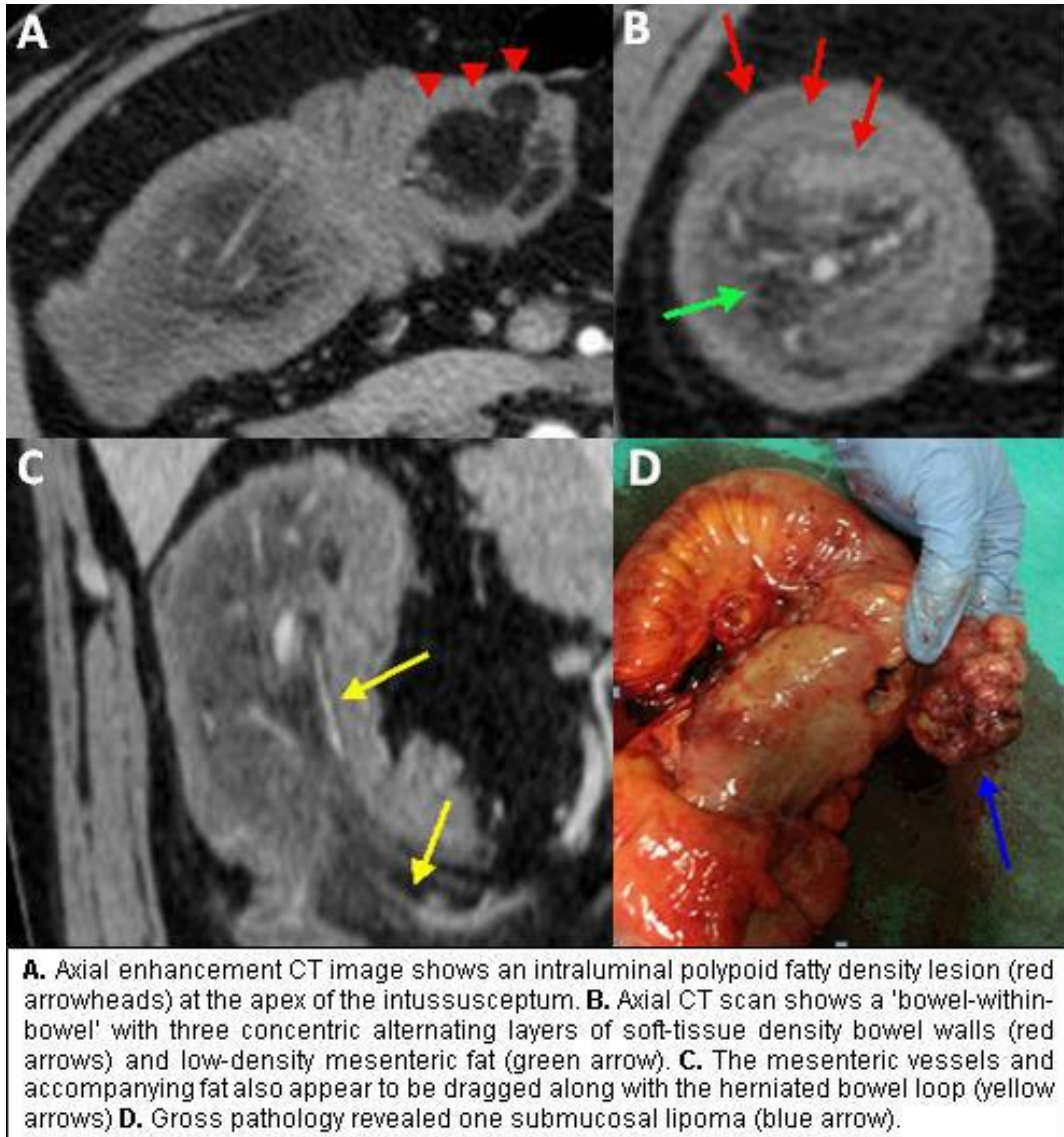 A
B
C
D
A. Axial enhancement CT image shows an intraluminal polypoid fatty density lesion (red
arrowheads) at the apex of the intussusceptum. B. Axial CT scan shows a 'bowel-within-
bowel' with three concentric alternating layers of soft-tissue density bowel walls (red
arrows) and low-density mesenteric fat (green arrow). C. The mesenteric vessels and
accompanying fat also appear to be dragged along with the herniated bowel loop (yellow
arrows) D. Gross pathology revealed one submucosal lipoma (blue arrow).